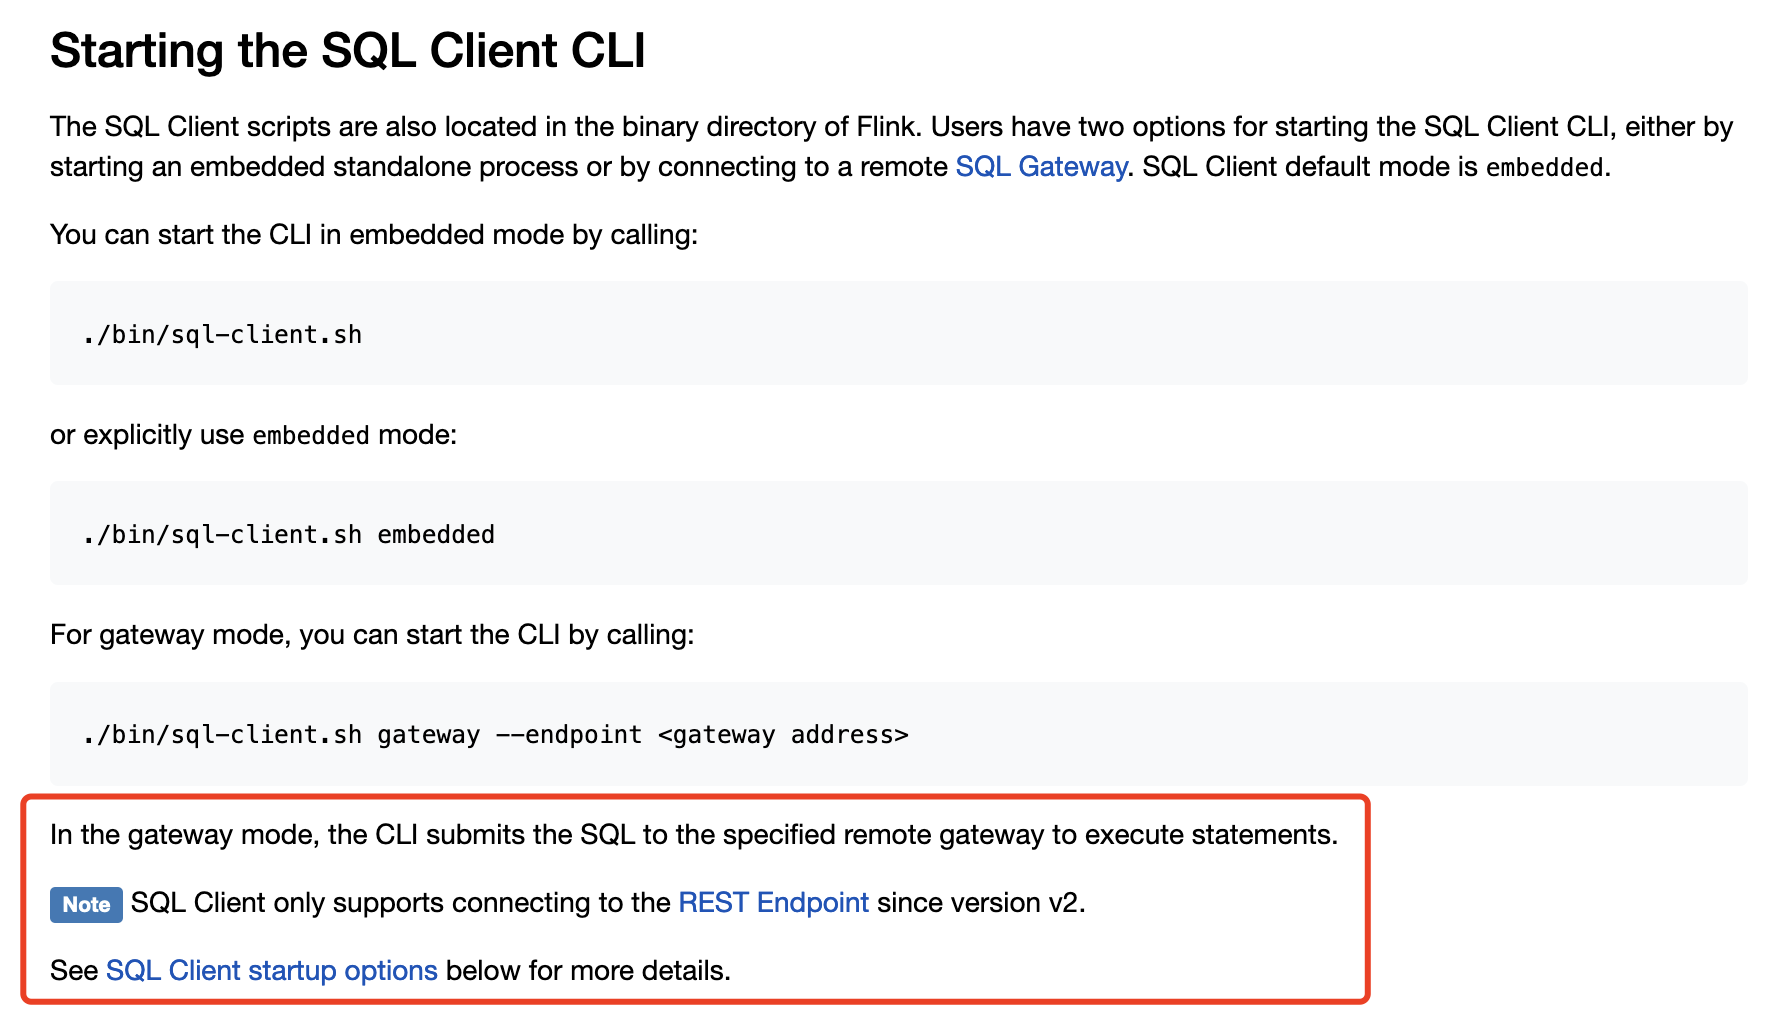 Starting the SQL Client CLI
The SQL Client scripts are also located in the binary directory of Flink. Users have two options for starting the SQL Client CLI, either by
starting an embedded standalone process or by connecting to a remote SQL Gateway. SQL Client default mode is embedded.
You can start the CLI in embedded mode by calling:
./bin/sql-client.sh
or explicitly use embedded mode:
./bin/sql-client.sh embedded
For gateway mode, you can start the CLI by calling:
./bin/sql-client.sh gateway --endpoint <gateway address>
In the gateway mode, the CLI submits the SQL to the specified remote gateway to execute statements.
Note SQL Client only supports connecting to the REST Endpoint since version v2.
See SQL Client startup options below for more details.